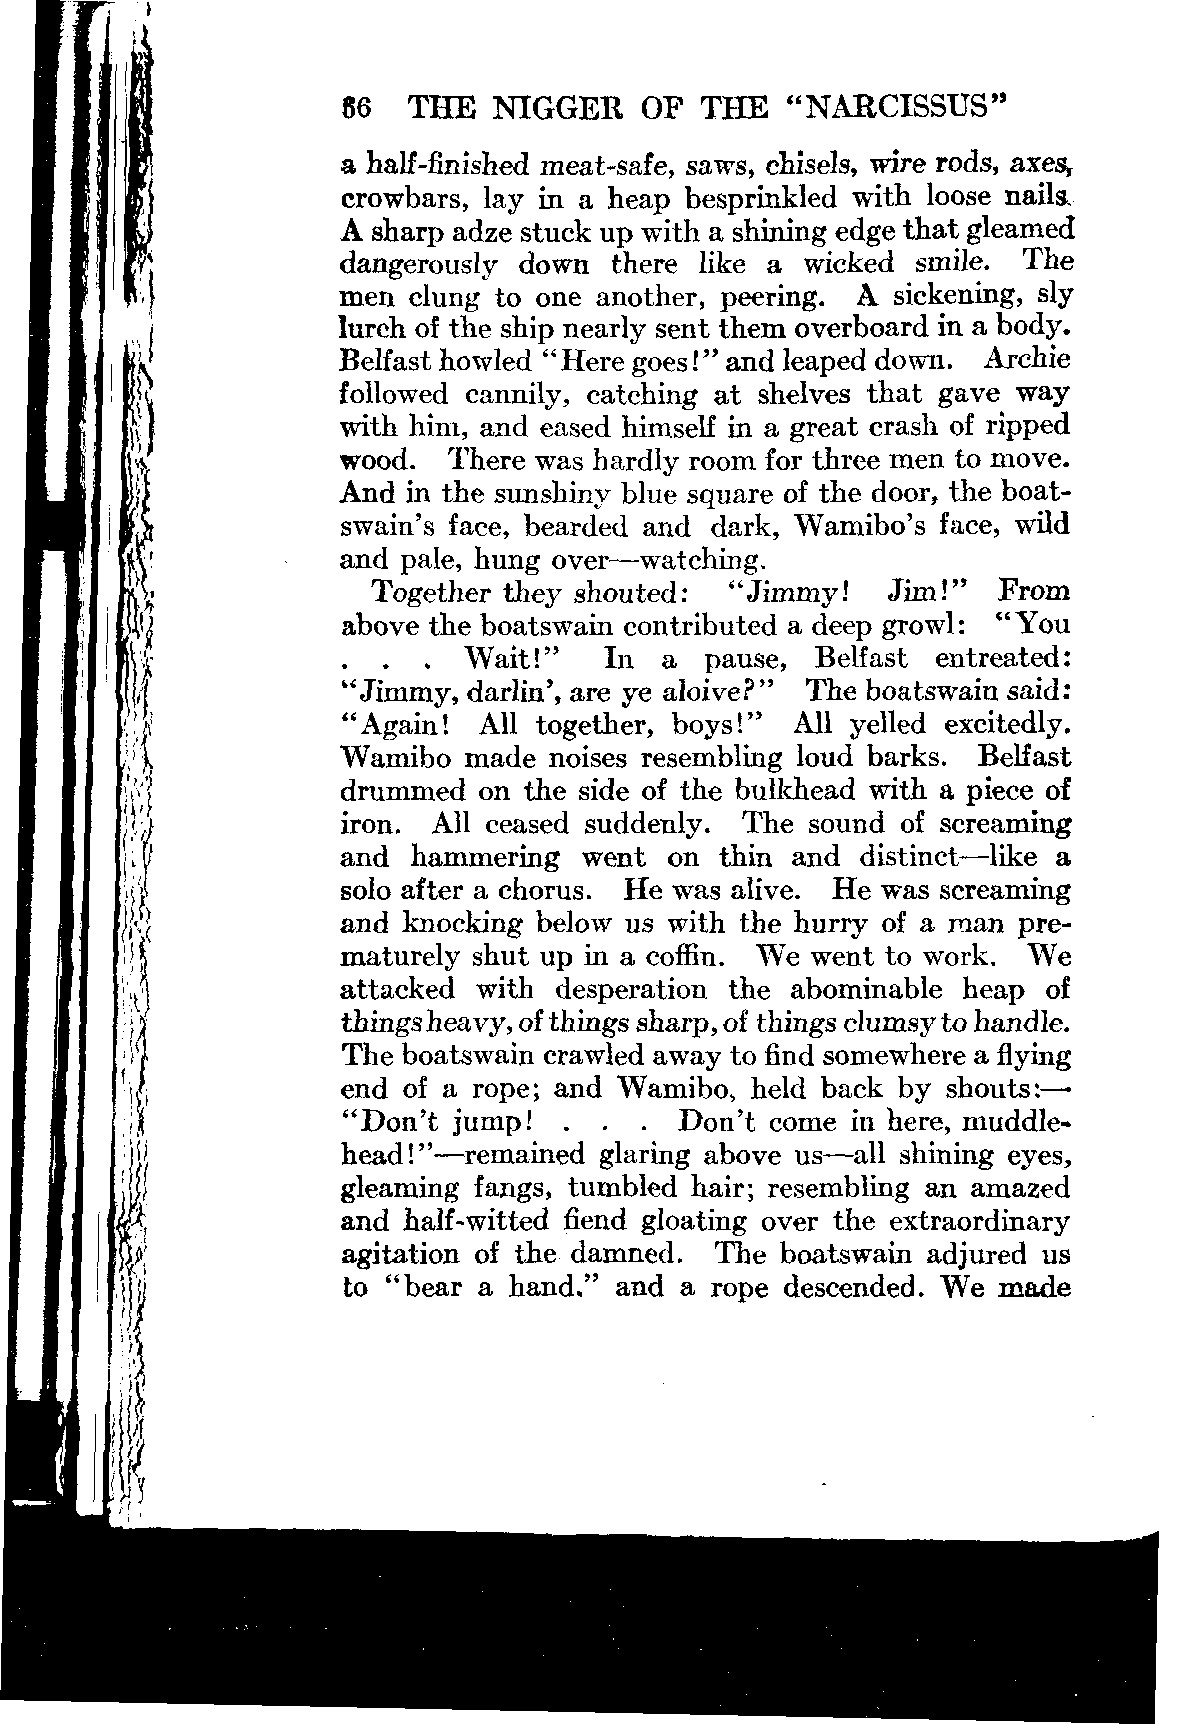 66 THE NIGGER OF THE “NARCISSUS”
a half-finished meat-safe, saws, chisels, wire rods, axes,
crowbars, lay in a heap besprinkled with loose nails.
A sharp adze stuck up with a shining edge that gleamed
dangerously down there like a wicked smile. The
men clung to one another, peering. A sickening, sly
lurch of the ship nearly sent them overboard in a body.
Belfast howled “Here goes!” and leaped down. Archie
followed cannily, catching at shelves that gave way
with him, and eased himself in a great crash of ripped
wood. There was hardly room for three men to move.
And in the sunshiny blue square of the door, the boat-
swain’s face, bearded and dark, Wamibo’s face, wild
and pale, hung over—watching.
Together they shouted: “Jimmy! Jim!” From
above the boatswain contributed a deep growl: “You
. . . Wait!” In a pause, Belfast entreated:
“Jimmy, darlin’, are ye aloive?” The boatswain said:
“Again! All together, boys!” All yelled excitedly.
Wamibo made noises resembling loud barks. Belfast
drummed on the side of the bulkhead with a piece of
iron. All ceased suddenly. The sound of screaming
and hammering went on thin and distinct—like a
solo after a chorus. He was alive. He was screaming
and knocking below us with the hurry of a man pre-
maturely shut up in a coffin. We went to work. We
attacked with desperation the abominable heap of
things heavy, of things sharp, of things clumsy to handle.
The boatswain crawled away to find somewhere a flying
end of a rope; and Wamibo, held back by shouts:—
“Don’t jump! . . . Don’t come in here, muddle-
head!”—remained glaring above us—all shining eyes,
gleaming fangs, tumbled hair; resembling an amazed
and half-witted fiend gloating over the extraordinary
agitation of the damned. The boatswain adjured us
to “bear a hand,” and a rope descended. We made